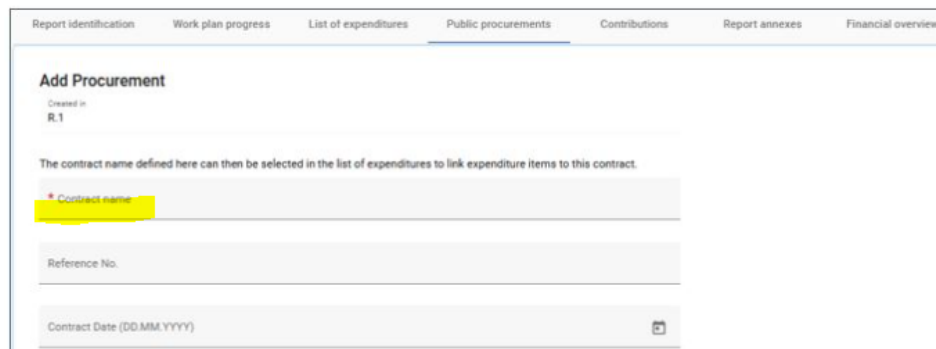 Report identification Work plan progress List of expenditures Public procurements Contributions Report annexes Financial overview
Add Procurement
Created in
R.1
The contract name defined here can then be selected in the list of expenditures to link expenditure items to this contract.
* Contract name
Reference No.
Contract Date (DD.MM.YYYY)